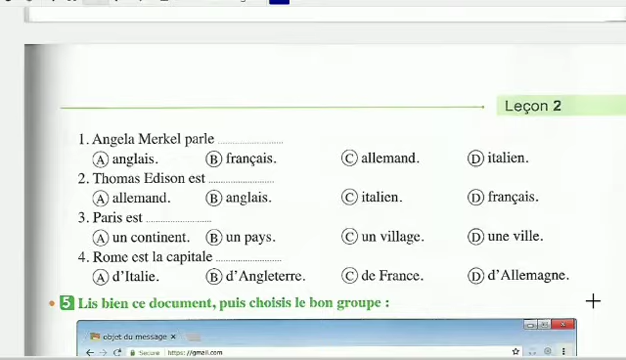 Leçon 2
1. Angela Merkel parle ....................
A anglais. B français. C allemand. D italien.
2. Thomas Edison est ....................
A allemand. B anglais. C italien. D français.
3. Paris est ....................
A un continent. B un pays. C un village. D une ville.
4. Rome est la capitale ....................
A d'Italie. B d'Angleterre. C de France. D d'Allemagne.
5 Lis bien ce document, puis choisis le bon groupe :
objet du message ×
Secure https://gmail.com